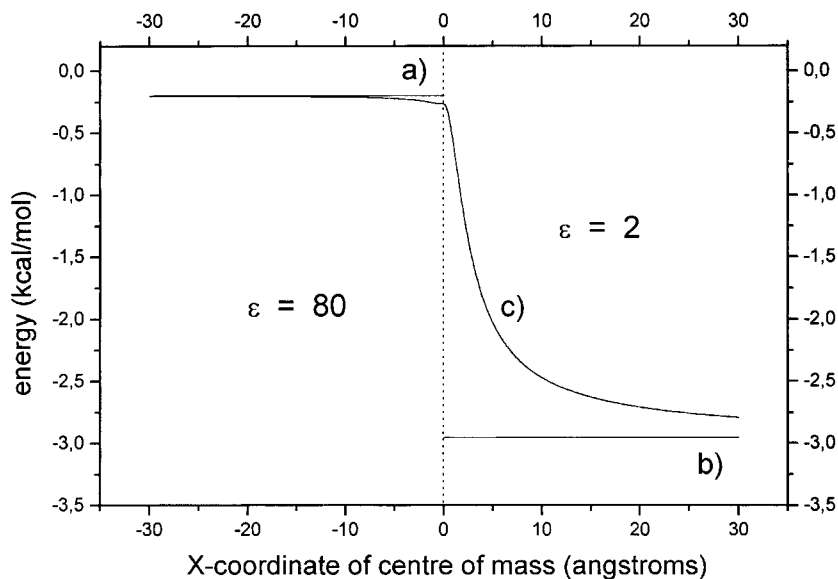 -30 -20 -10 0 10 20 30
0,0 0,0
a)
-0,5 -0,5
-1,0 -1,0
ε = 2
-1,5 -1,5
ε = 80
c)
-2,0 -2,0
-2,5 -2,5
-3,0 -3,0
b)
-3,5 -3,5
energy (kcal/mol)
-30 -20 -10 0 10 20 30
X-coordinate of centre of mass (angstroms)